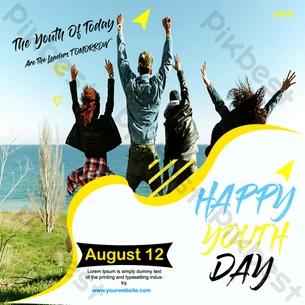 The Youth Of Today
Are The Leaders TOMORROW
HAPPY
YOUTH
DAY
August 12
Lorem Ipsum is simply dummy text
of the printing and typesetting indus-
try.
www.yourwebsite.com
Pikbest